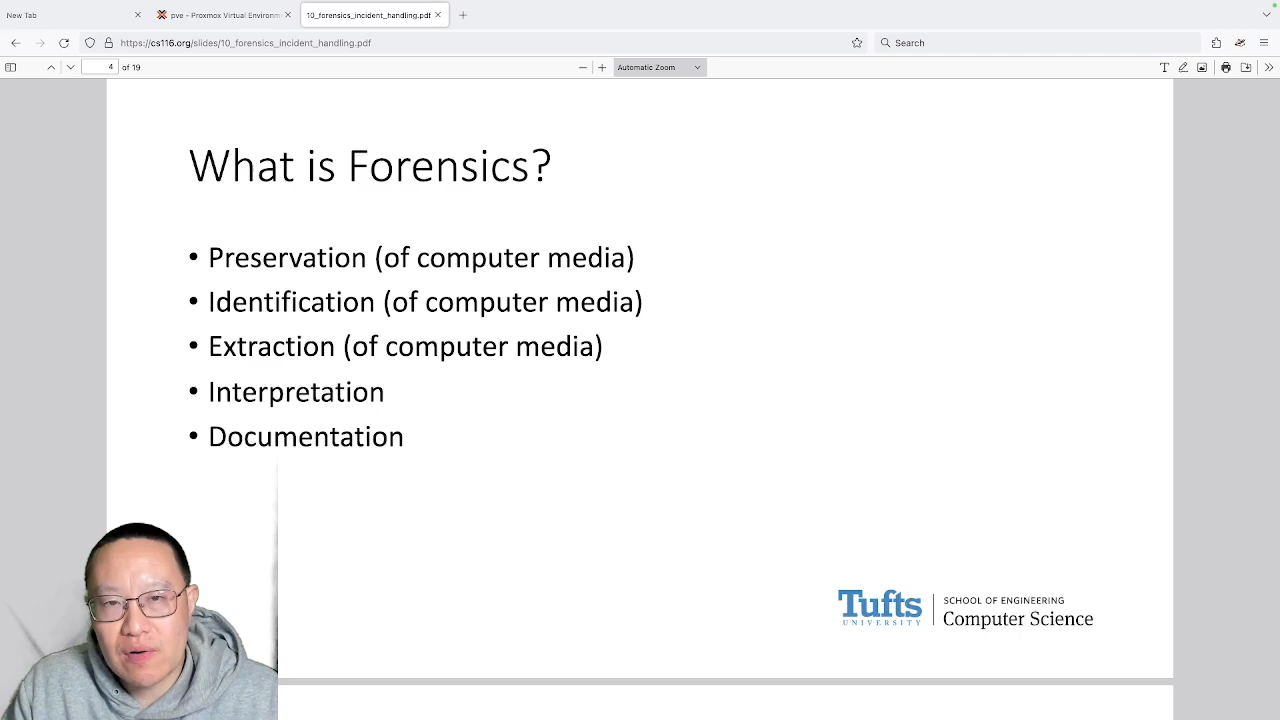 New Tab
pve - Proxmox Virtual Environm
10_forensics_incident_handling.pdf
https://cs116.org/slides/10_forensics_incident_handling.pdf
Search
4 of 19
Automatic Zoom
What is Forensics?
• Preservation (of computer media)
• Identification (of computer media)
• Extraction (of computer media)
• Interpretation
• Documentation
Tufts
UNIVERSITY
SCHOOL OF ENGINEERING
Computer Science